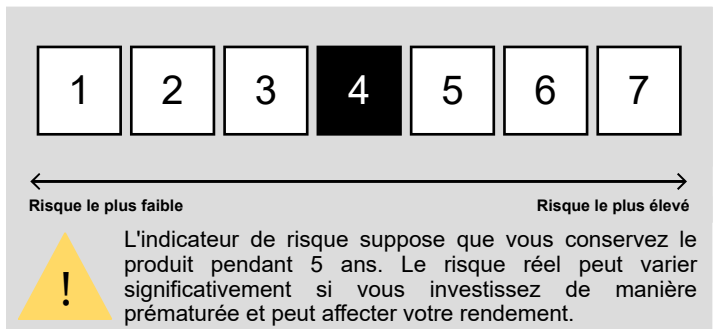 1 2 3 4 5 6 7
Risque le plus faible Risque le plus élevé
L'indicateur de risque suppose que vous conservez le
produit pendant 5 ans. Le risque réel peut varier
significativement si vous investissez de manière
prématurée et peut affecter votre rendement.
!